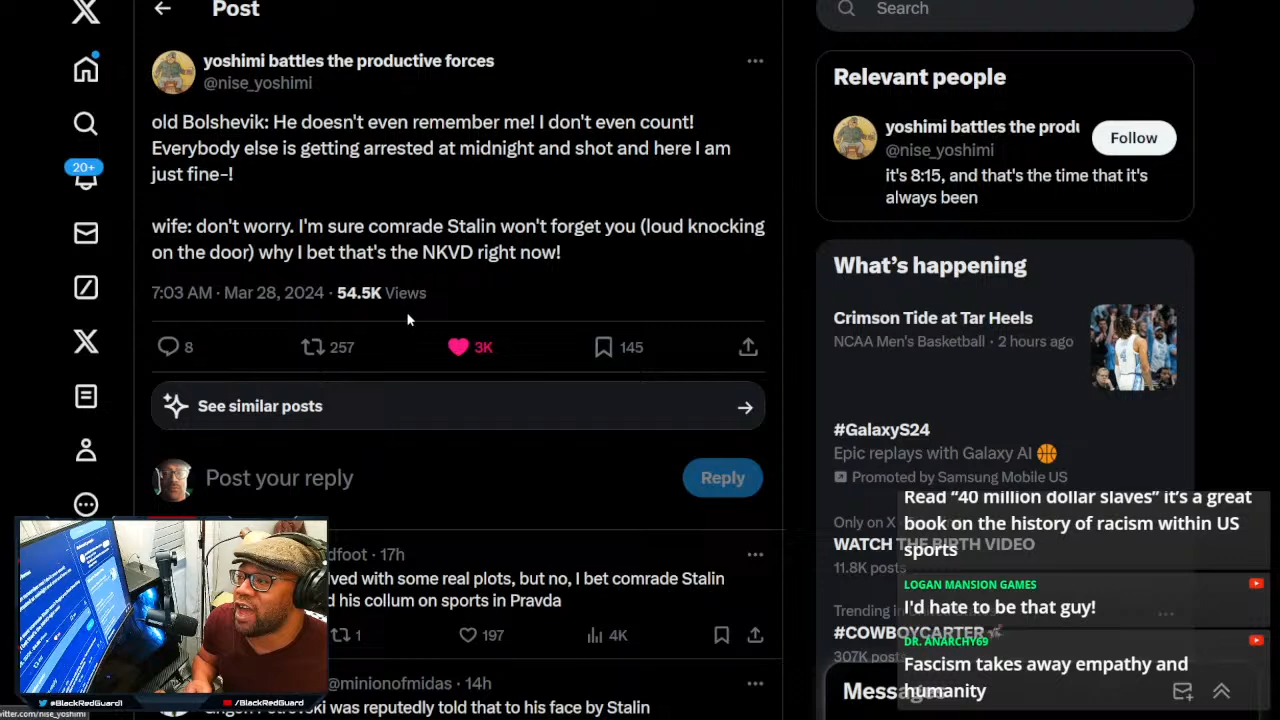 Post
yoshimi battles the productive forces
@nise_yoshimi
old Bolshevik: He doesn't even remember me! I don't even count!
Everybody else is getting arrested at midnight and shot and here I am
just fine-!
wife: don't worry. I'm sure comrade Stalin won't forget you (loud knocking
on the door) why I bet that's the NKVD right now!
7:03 AM · Mar 28, 2024 · 54.5K Views
8
257
3K
145
See similar posts
Post your reply
Reply
dfoot · 17h
ved with some real plots, but no, I bet comrade Stalin
d his collum on sports in Pravda
1
197
4K
@minionofmidas · 14h
was reputedly told that to his face by Stalin
20+
Search
Relevant people
yoshimi battles the produ
@nise_yoshimi
Follow
it's 8:15, and that's the time that it's
always been
What's happening
Crimson Tide at Tar Heels
NCAA Men's Basketball · 2 hours ago
#GalaxyS24
Epic replays with Galaxy AI
Promoted by Samsung Mobile US
Only on X
WATCH THE BIRTH VIDEO
11.8K posts
Trending in
#COWBOYCARTER
307K posts
Messages
Read "40 million dollar slaves" it's a great
book on the history of racism within US
sports
LOGAN MANSION GAMES
I'd hate to be that guy!
DR. ANARCHY69
Fascism takes away empathy and
humanity
#BlackRedGuard1
/BlackRedGuard
witter.com/nise_yoshimi